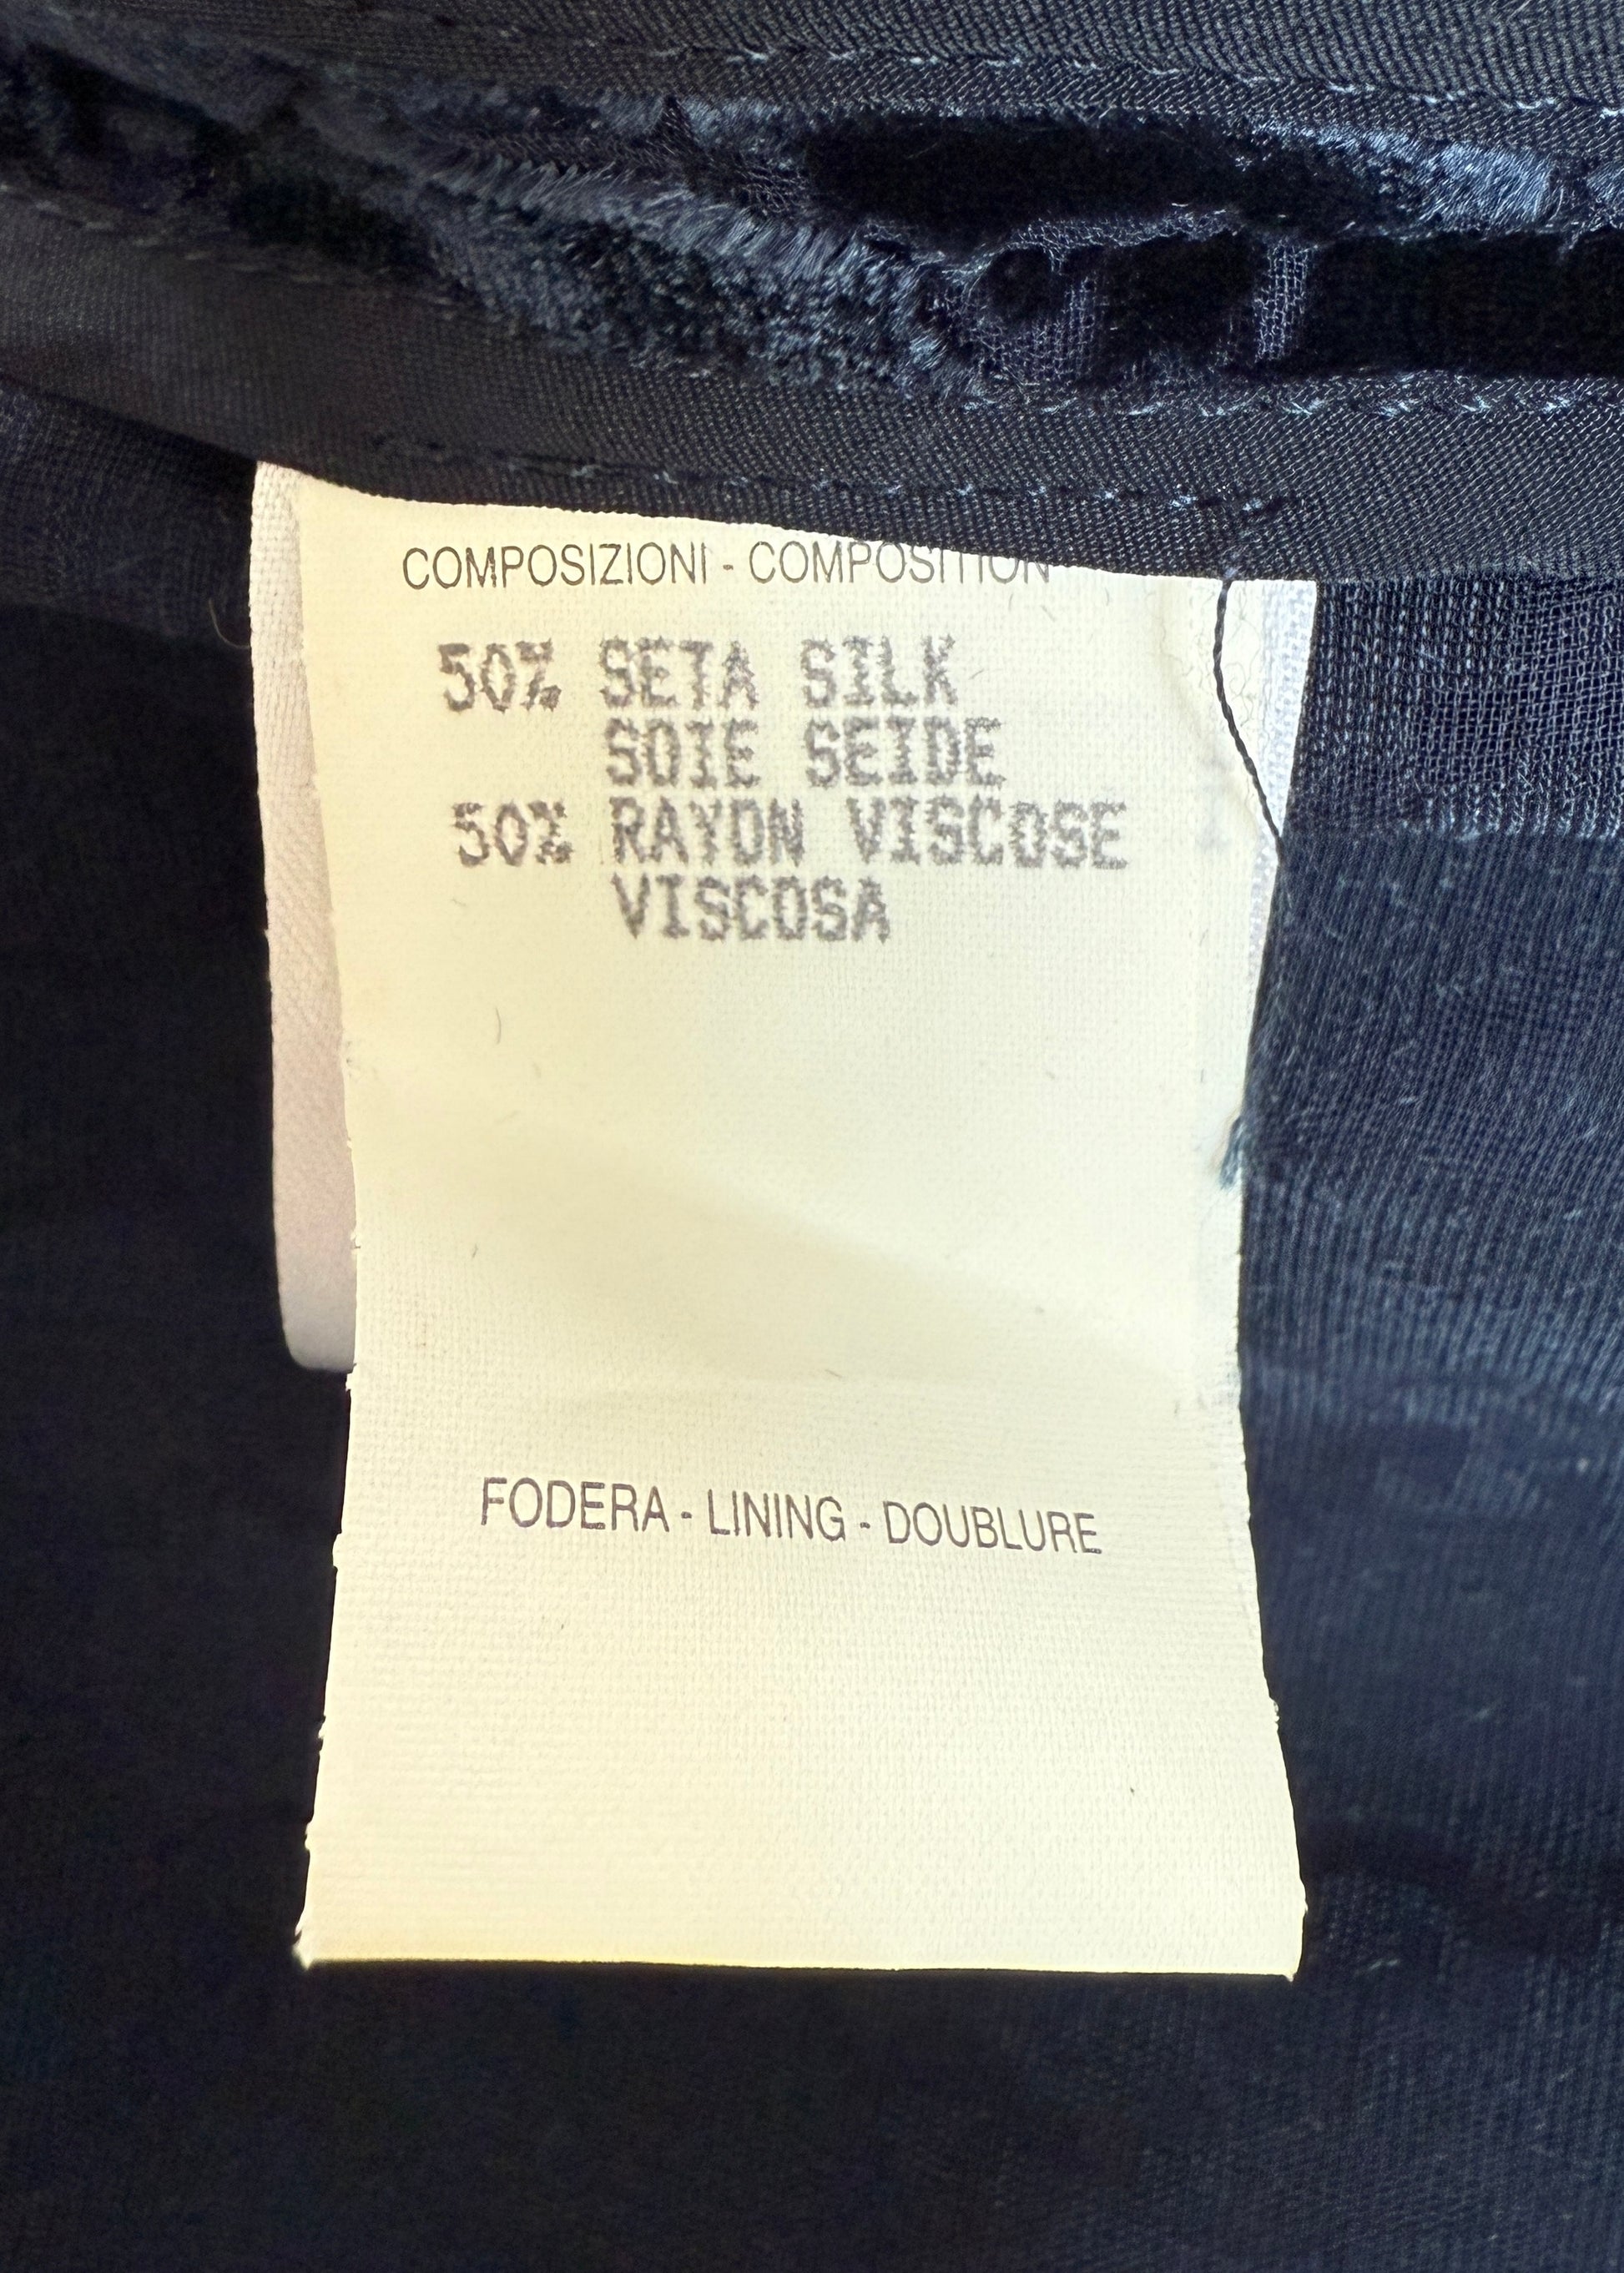 COMPOSIZIONI - COMPOSITION
50% SETA SILK
SOIE SEIDE
50% RAYON VISCOSE
VISCOSA
FODERA - LINING - DOUBLURE